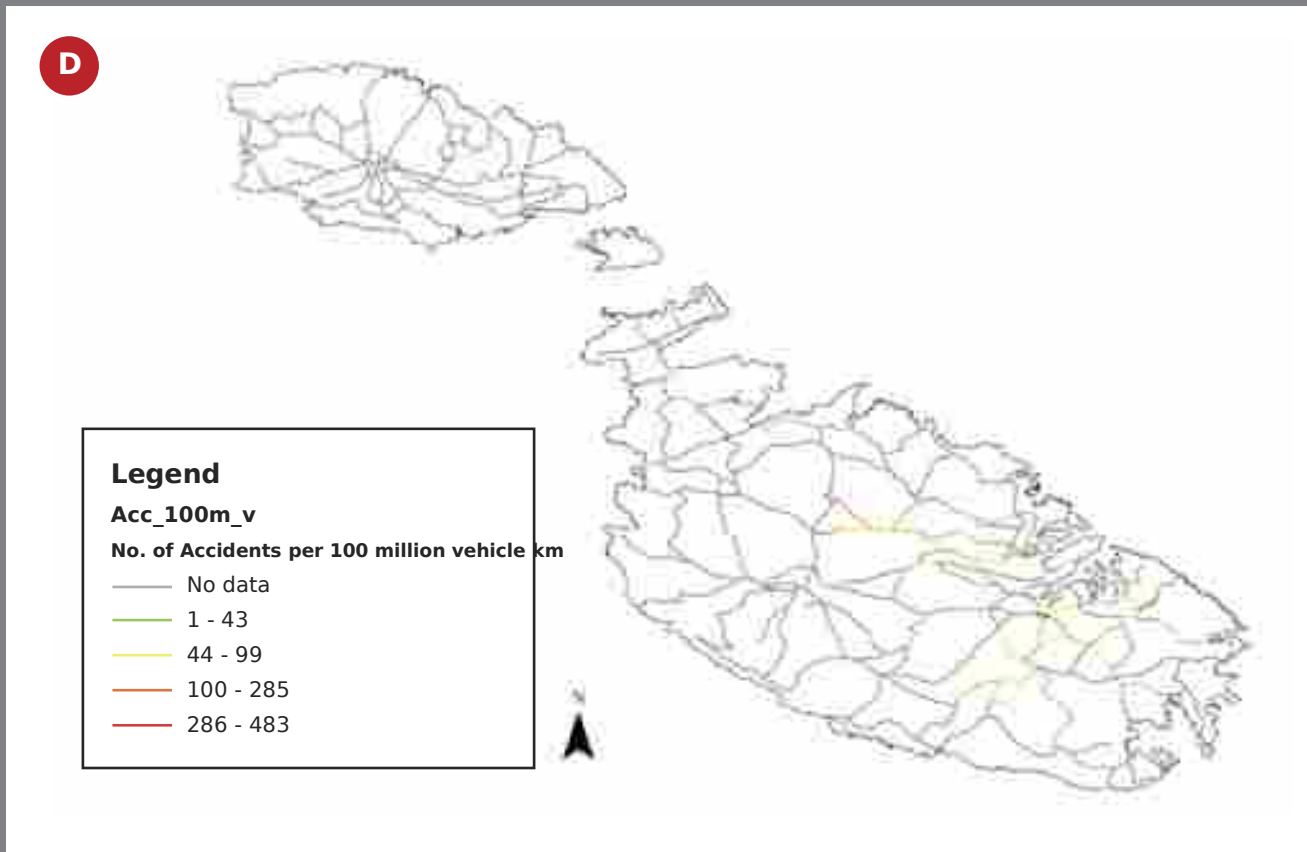 D
Legend
Acc_100m_v
No. of Accidents per 100 million vehicle km
No data
1 - 43
44 - 99
100 - 285
286 - 483
N